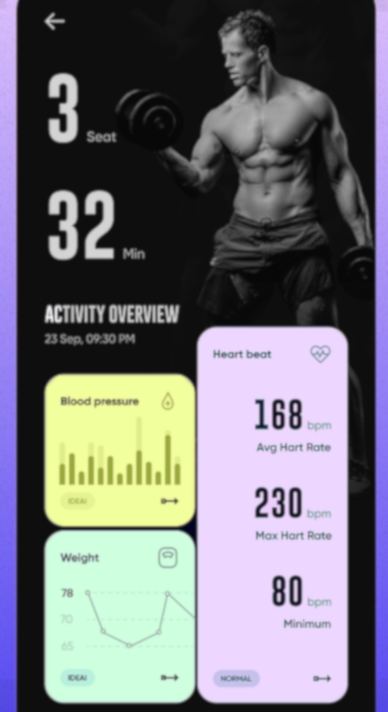 3 Seat
32 Min
ACTIVITY OVERVIEW
23 Sep, 09:30 PM
Heart beat
168 bpm
Avg Hart Rate
230 bpm
Max Hart Rate
80 bpm
Minimum
NORMAL
Blood pressure
IDEAl
Weight
78
70
65
IDEAl